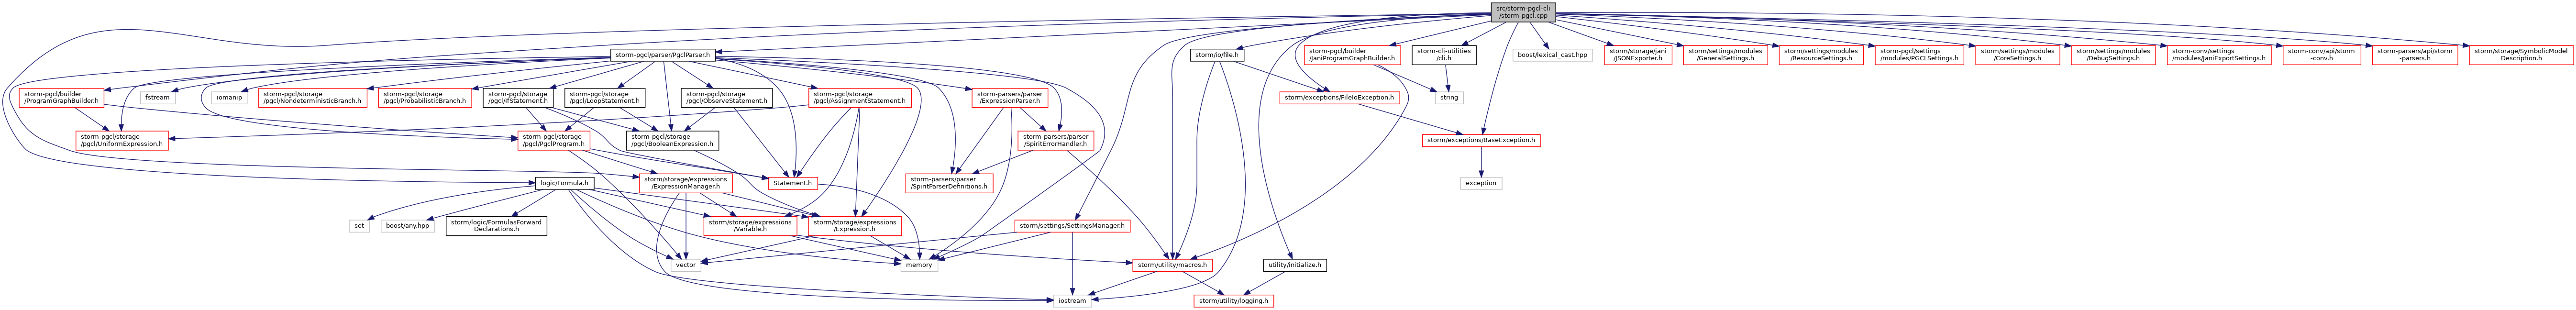 src/storm-pgcl-cli
/storm-pgcl.cpp
storm-pgcl/parser/PgclParser.h
storm/io/file.h
storm-pgcl/builder
/JaniProgramGraphBuilder.h
storm-cli-utilities
/cli.h
boost/lexical_cast.hpp
storm/storage/jani
/JSONExporter.h
storm/settings/modules
/GeneralSettings.h
storm/settings/modules
/ResourceSettings.h
storm-pgcl/settings
/modules/PGCLSettings.h
storm/settings/modules
/CoreSettings.h
storm/settings/modules
/DebugSettings.h
storm-conv/settings
/modules/JaniExportSettings.h
storm-conv/api/storm
-conv.h
storm-parsers/api/storm
-parsers.h
storm/storage/SymbolicModel
Description.h
storm-pgcl/builder
/ProgramGraphBuilder.h
fstream
iomanip
storm-pgcl/storage
/pgcl/NondeterministicBranch.h
storm-pgcl/storage
/pgcl/ProbabilisticBranch.h
storm-pgcl/storage
/pgcl/IfStatement.h
storm-pgcl/storage
/pgcl/LoopStatement.h
storm-pgcl/storage
/pgcl/ObserveStatement.h
storm-pgcl/storage
/pgcl/AssignmentStatement.h
storm-parsers/parser
/ExpressionParser.h
storm/exceptions/FileIoException.h
string
storm-pgcl/storage
/pgcl/UniformExpression.h
storm-pgcl/storage
/pgcl/PgclProgram.h
storm-pgcl/storage
/pgcl/BooleanExpression.h
storm-parsers/parser
/SpiritErrorHandler.h
storm/exceptions/BaseException.h
logic/Formula.h
storm/storage/expressions
/ExpressionManager.h
Statement.h
storm-parsers/parser
/SpiritParserDefinitions.h
exception
set
boost/any.hpp
storm/logic/FormulasForward
Declarations.h
storm/storage/expressions
/Variable.h
storm/storage/expressions
/Expression.h
storm/settings/SettingsManager.h
vector
memory
storm/utility/macros.h
utility/initialize.h
iostream
storm/utility/logging.h